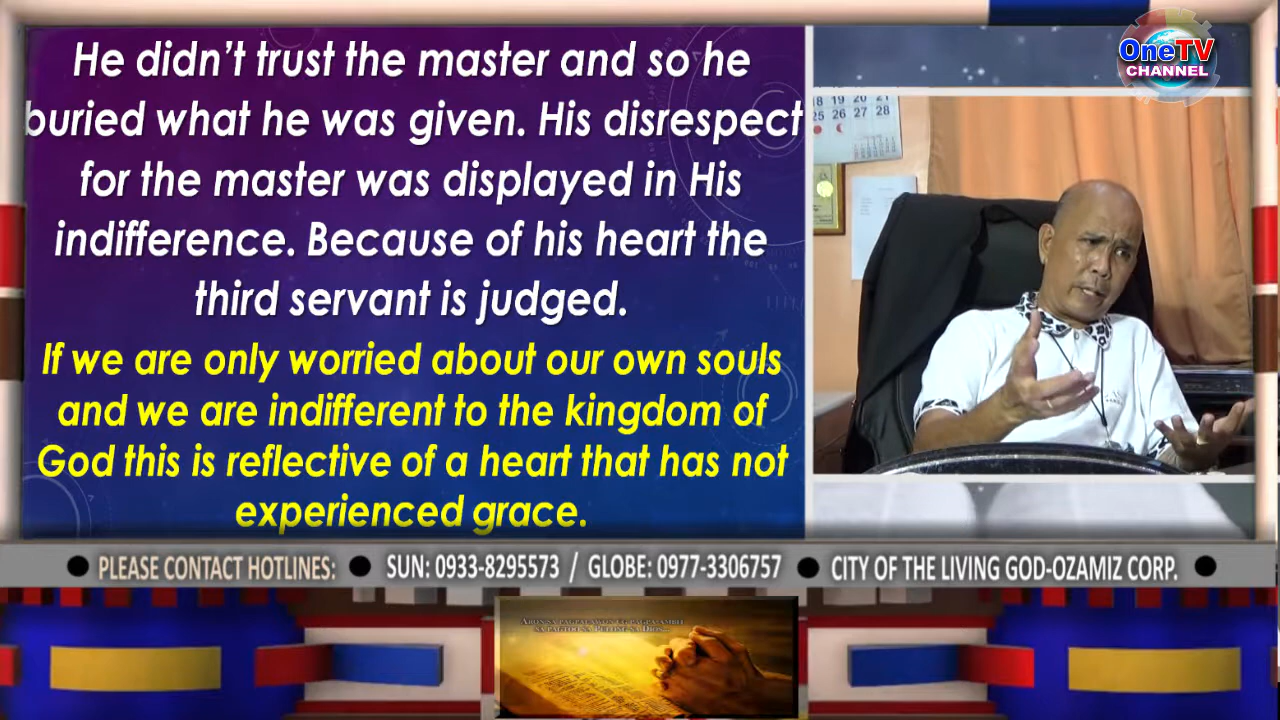 He didn't trust the master and so he
buried what he was given. His disrespect
for the master was displayed in His
indifference. Because of his heart the
third servant is judged.
If we are only worried about our own souls
and we are indifferent to the kingdom of
God this is reflective of a heart that has not
experienced grace.
OneTV
CHANNEL
18 19 20 21
25 26 27 28
PLEASE CONTACT HOTLINES: SUN: 0933-8295573 / GLOBE: 0977-3306757 CITY OF THE LIVING GOD-OZAMIZ CORP.